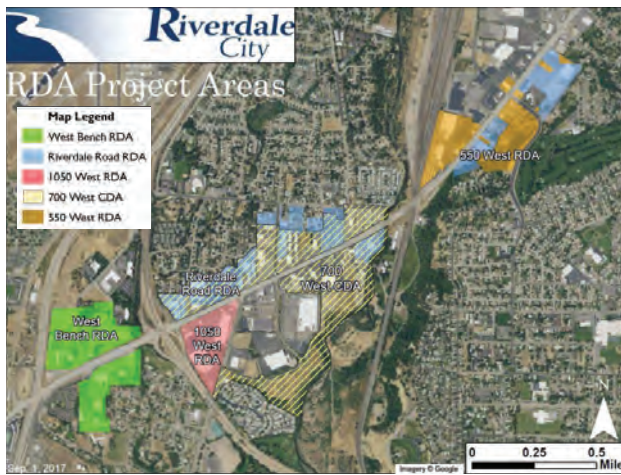 Riverdale
City
RDA Project Areas
Map Legend
West Bench RDA
Riverdale Road RDA
1050 West RDA
700 West CDA
550 West RDA
550 West RDA
Riverdale
Road RDA
700
West CDA
West
Bench RDA
1050
West
RDA
N
Sep. 1, 2017
Imagery © Google
0 0.25 0.5
Mile